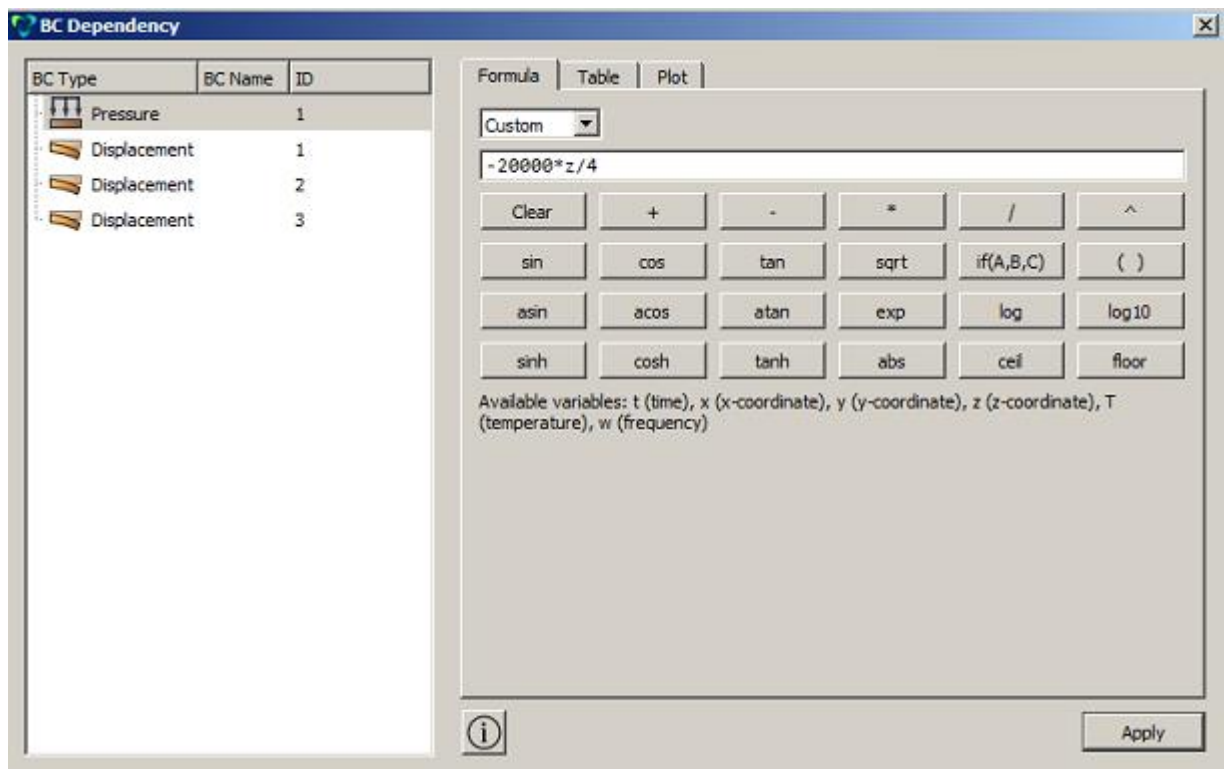 BC Dependency
BC Type BC Name ID
Pressure 1
Displacement 1
Displacement 2
Displacement 3
Formula Table Plot
Custom
-20000*z/4
Clear + - * / ^
sin cos tan sqrt if(A,B,C) ( )
asin acos atan exp log log10
sinh cosh tanh abs ceil floor
Available variables: t (time), x (x-coordinate), y (y-coordinate), z (z-coordinate), T
(temperature), w (frequency)
Apply